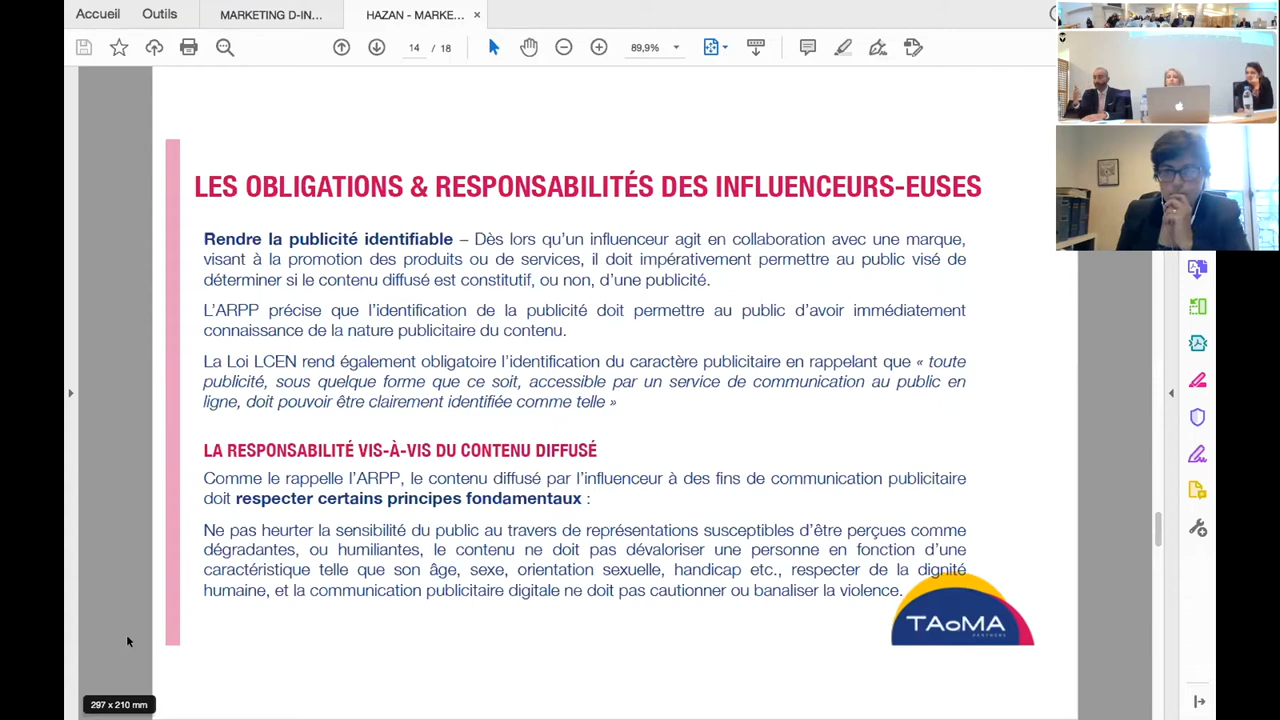 Accueil
Outils
MARKETING D-IN...
HAZAN - MARKE...
14 / 18
89,9%
LES OBLIGATIONS & RESPONSABILITÉS DES INFLUENCEURS-EUSES
Rendre la publicité identifiable – Dès lors qu’un influenceur agit en collaboration avec une marque,
visant à la promotion des produits ou de services, il doit impérativement permettre au public visé de
déterminer si le contenu diffusé est constitutif, ou non, d’une publicité.
L’ARPP précise que l’identification de la publicité doit permettre au public d’avoir immédiatement
connaissance de la nature publicitaire du contenu.
La Loi LCEN rend également obligatoire l’identification du caractère publicitaire en rappelant que « toute
publicité, sous quelque forme que ce soit, accessible par un service de communication au public en
ligne, doit pouvoir être clairement identifiée comme telle »
LA RESPONSABILITÉ VIS-À-VIS DU CONTENU DIFFUSÉ
Comme le rappelle l’ARPP, le contenu diffusé par l’influenceur à des fins de communication publicitaire
doit respecter certains principes fondamentaux :
Ne pas heurter la sensibilité du public au travers de représentations susceptibles d’être perçues comme
dégradantes, ou humiliantes, le contenu ne doit pas dévaloriser une personne en fonction d’une
caractéristique telle que son âge, sexe, orientation sexuelle, handicap etc., respecter de la dignité
humaine, et la communication publicitaire digitale ne doit pas cautionner ou banaliser la violence.
TAoMA
PARTNERS
297 x 210 mm